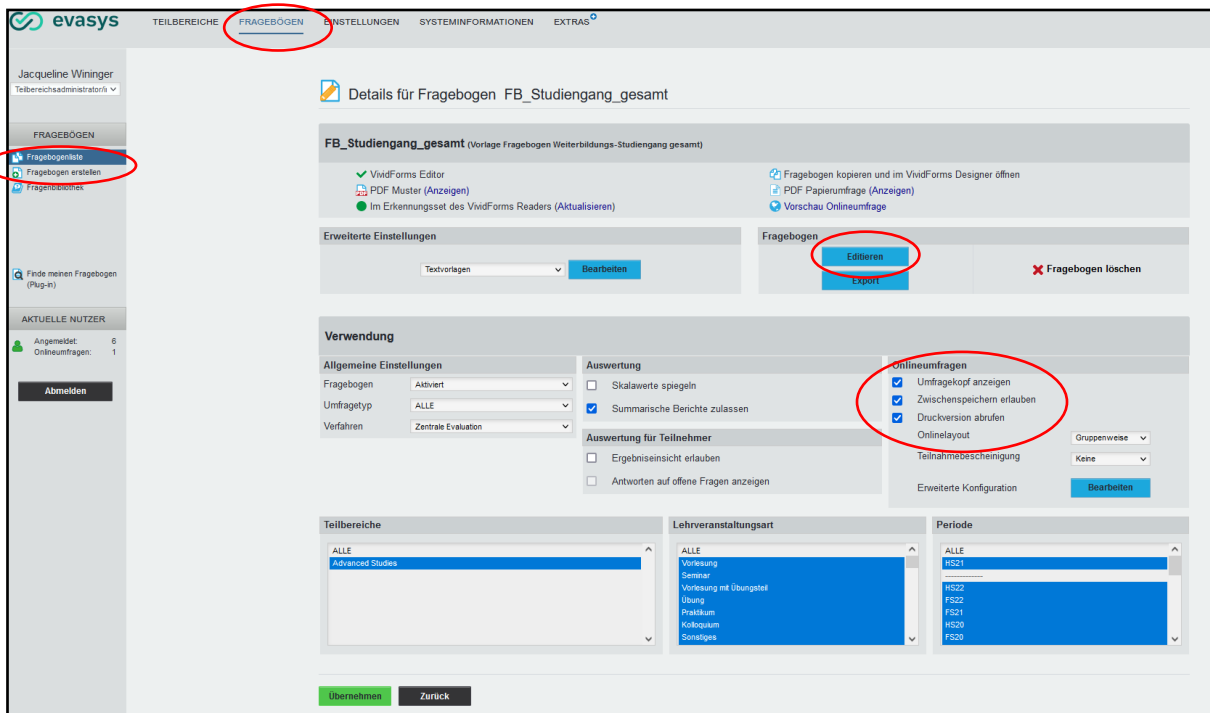 evasys
TEILBEREICHE FRAGEBÖGEN EINSTELLUNGEN SYSTEMINFORMATIONEN EXTRAS
Jacqueline Wininger
Teilbereichsadministrator/i
FRAGEBÖGEN
Fragebogenliste
Fragebogen erstellen
Fragenbibliothek
Finde meinen Fragebogen
(Plug-in)
AKTUELLE NUTZER
Angemeldet: 6
Onlineumfragen: 1
Abmelden
Details für Fragebogen FB_Studiengang_gesamt
FB_Studiengang_gesamt (Vorlage Fragebogen Weiterbildungs-Studiengang gesamt)
VividForms Editor
PDF Muster (Anzeigen)
Im Erkennungsset des VividForms Readers (Aktualisieren)
Fragebogen kopieren und im VividForms Designer öffnen
PDF Papierumfrage (Anzeigen)
Vorschau Onlineumfrage
Erweiterte Einstellungen
Textvorlagen Bearbeiten
Fragebogen
Editieren
Export
Fragebogen löschen
Verwendung
Allgemeine Einstellungen
Fragebogen Aktiviert
Umfragetyp ALLE
Verfahren Zentrale Evaluation
Auswertung
Skalawerte spiegeln
Summarische Berichte zulassen
Auswertung für Teilnehmer
Ergebniseinsicht erlauben
Antworten auf offene Fragen anzeigen
Onlineumfragen
Umfragekopf anzeigen
Zwischenspeichern erlauben
Druckversion abrufen
Onlinelayout Gruppenweise
Teilnahmebescheinigung Keine
Erweiterte Konfiguration Bearbeiten
Teilbereiche
ALLE
Advanced Studies
Lehrveranstaltungsart
ALLE
Vorlesung
Seminar
Vorlesung mit Übungsteil
Übung
Praktikum
Kolloquium
Sonstiges
Periode
ALLE
HS21
-------------
HS22
FS22
FS21
HS20
FS20
Übernehmen Zurück